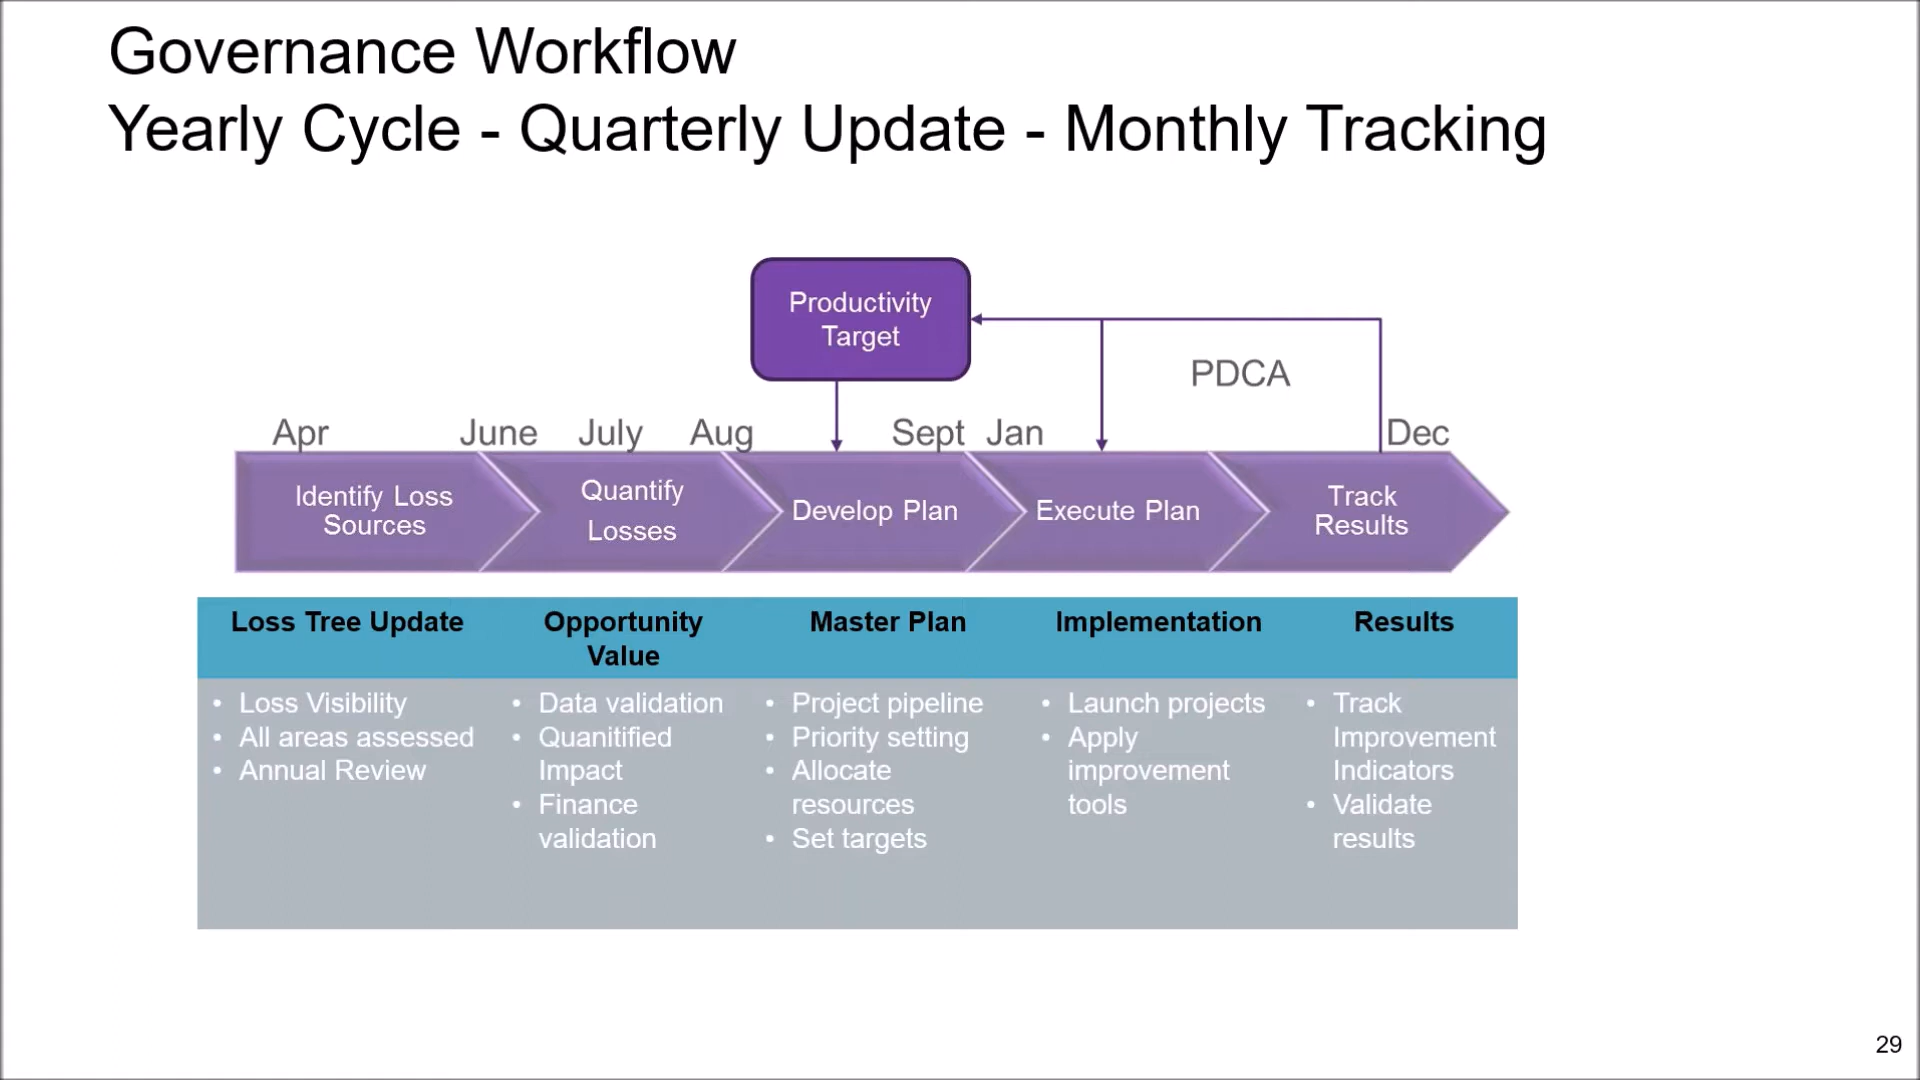 Governance Workflow
Yearly Cycle - Quarterly Update - Monthly Tracking
Productivity
Target
PDCA
Apr
June
July
Aug
Sept
Jan
Dec
Identify Loss
Sources
Quantify
Losses
Develop Plan
Execute Plan
Track
Results
Loss Tree Update
• Loss Visibility
• All areas assessed
• Annual Review
Opportunity
Value
• Data validation
• Quanitified
Impact
• Finance
validation
Master Plan
• Project pipeline
• Priority setting
• Allocate
resources
• Set targets
Implementation
• Launch projects
• Apply
improvement
tools
Results
• Track
Improvement
Indicators
• Validate
results
29